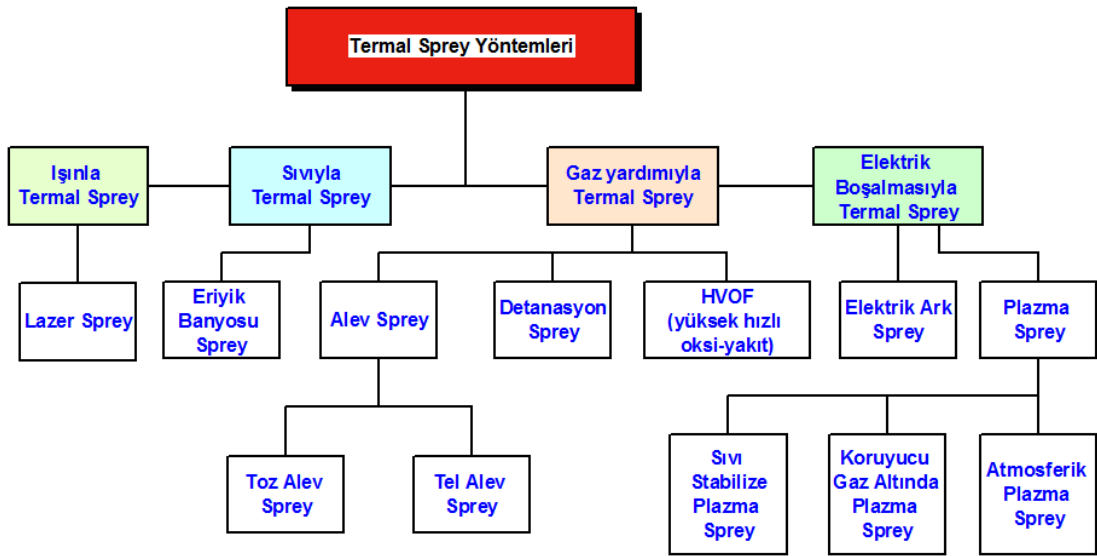 Termal Sprey Yöntemleri
Işınla
Termal Sprey
Sıvıyla
Termal Sprey
Gaz yardımıyla
Termal Sprey
Elektrik
Boşalmasıyla
Termal Sprey
Lazer Sprey
Eriyik
Banyosu
Sprey
Alev Sprey
Detanasyon
Sprey
HVOF
(yüksek hızlı
oksi-yakıt)
Elektrik Ark
Sprey
Plazma
Sprey
Toz Alev
Sprey
Tel Alev
Sprey
Sıvı
Stabilize
Plazma
Sprey
Koruyucu
Gaz Altında
Plazma
Sprey
Atmosferik
Plazma
Sprey